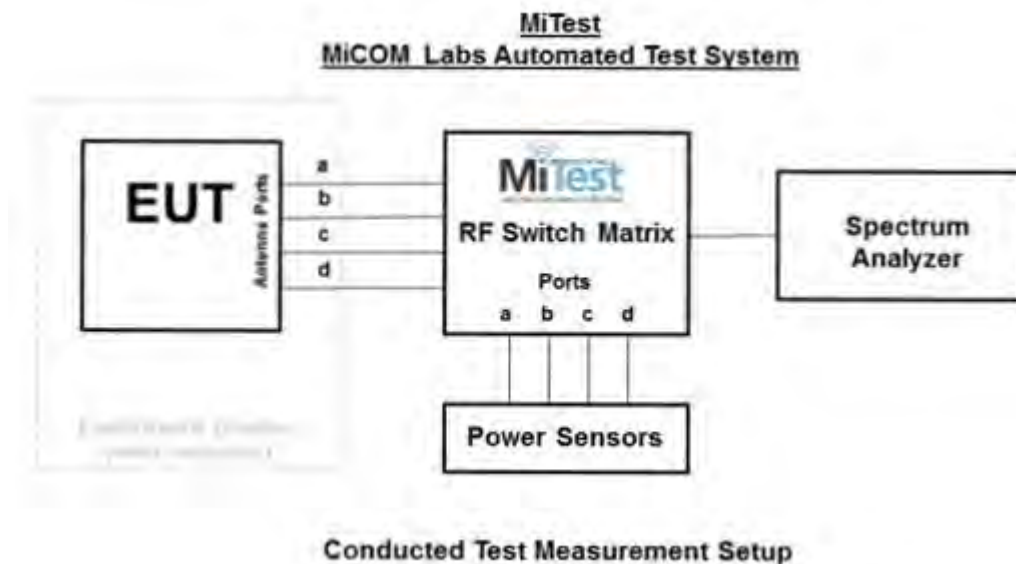 MiTest
MiCOM Labs Automated Test System
EUT
Antenna Ports
a
b
c
d
MiTest
RF Switch Matrix
Ports
a b c d
Spectrum
Analyzer
Power Sensors
Conducted Test Measurement Setup